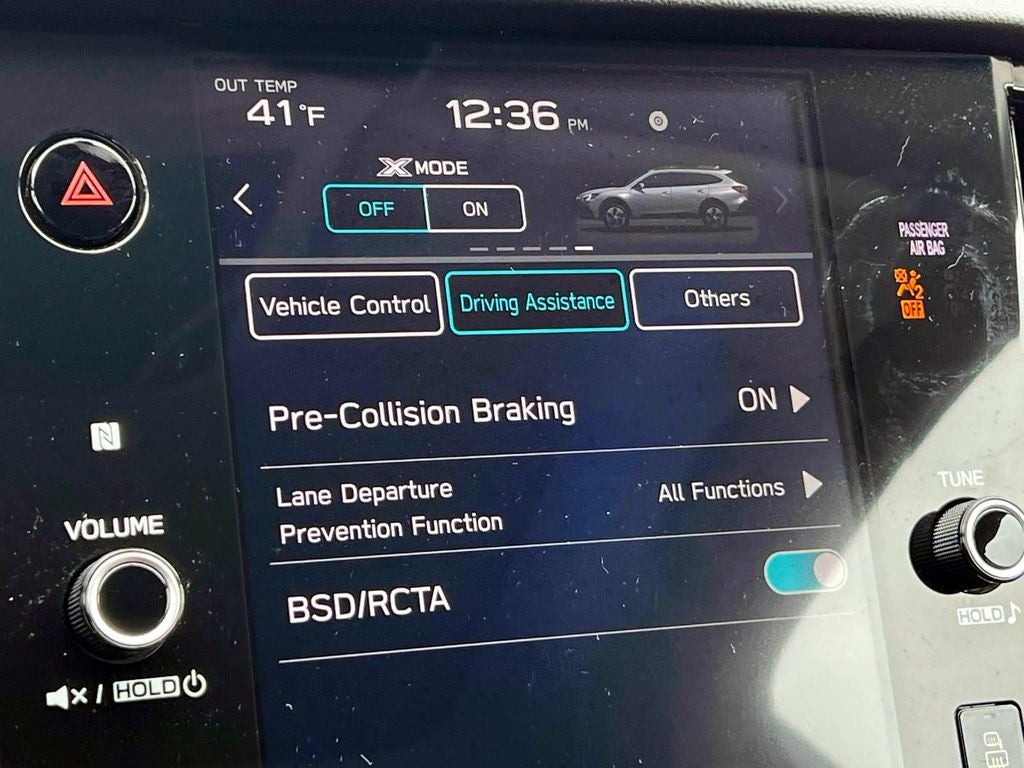 OUT TEMP
41°F
12:36 PM
X MODE
OFF
ON
Vehicle Control
Driving Assistance
Others
PASSENGER
AIR BAG
2
OFF
Pre-Collision Braking
ON
Lane Departure
Prevention Function
All Functions
BSD/RCTA
VOLUME
/ HOLD
TUNE
HOLD